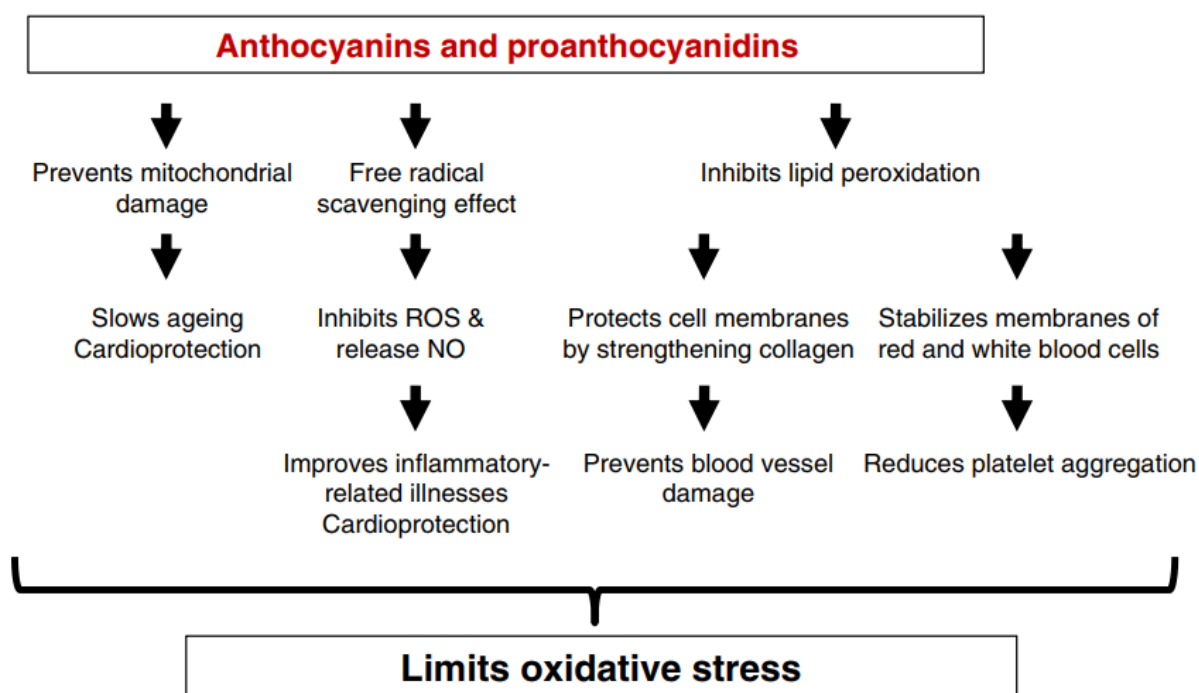 Anthocyanins and proanthocyanidins
Prevents mitochondrial
damage
Free radical
scavenging effect
Inhibits lipid peroxidation
Slows ageing
Cardioprotection
Inhibits ROS &
release NO
Protects cell membranes
by strengthening collagen
Stabilizes membranes of
red and white blood cells
Improves inflammatory-
related illnesses
Cardioprotection
Prevents blood vessel
damage
Reduces platelet aggregation
Limits oxidative stress